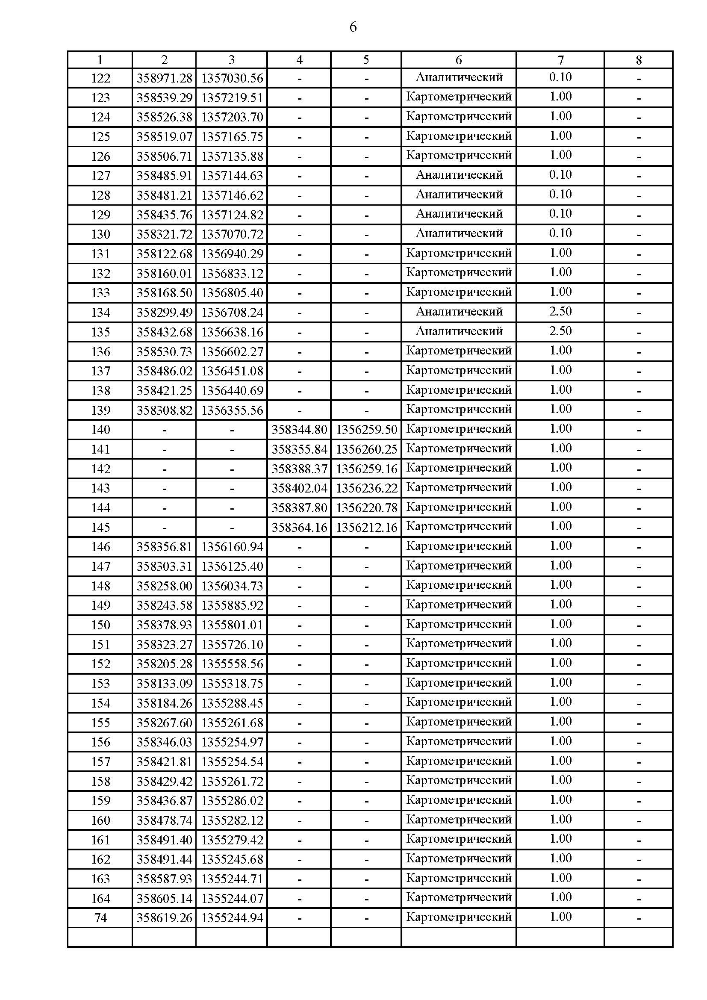 6
1 2 3 4 5 6 7 8
122 358971.28 1357030.56 - - Аналитический 0.10 -
123 358539.29 1357219.51 - - Картометрический 1.00 -
124 358526.38 1357203.70 - - Картометрический 1.00 -
125 358519.07 1357165.75 - - Картометрический 1.00 -
126 358506.71 1357135.88 - - Картометрический 1.00 -
127 358485.91 1357144.63 - - Аналитический 0.10 -
128 358481.21 1357146.62 - - Аналитический 0.10 -
129 358435.76 1357124.82 - - Аналитический 0.10 -
130 358321.72 1357070.72 - - Аналитический 0.10 -
131 358122.68 1356940.29 - - Картометрический 1.00 -
132 358160.01 1356833.12 - - Картометрический 1.00 -
133 358168.50 1356805.40 - - Картометрический 1.00 -
134 358299.49 1356708.24 - - Аналитический 2.50 -
135 358432.68 1356638.16 - - Аналитический 2.50 -
136 358530.73 1356602.27 - - Картометрический 1.00 -
137 358486.02 1356451.08 - - Картометрический 1.00 -
138 358421.25 1356440.69 - - Картометрический 1.00 -
139 358308.82 1356355.56 - - Картометрический 1.00 -
140 - - 358344.80 1356259.50 Картометрический 1.00 -
141 - - 358355.84 1356260.25 Картометрический 1.00 -
142 - - 358388.37 1356259.16 Картометрический 1.00 -
143 - - 358402.04 1356236.22 Картометрический 1.00 -
144 - - 358387.80 1356220.78 Картометрический 1.00 -
145 - - 358364.16 1356212.16 Картометрический 1.00 -
146 358356.81 1356160.94 - - Картометрический 1.00 -
147 358303.31 1356125.40 - - Картометрический 1.00 -
148 358258.00 1356034.73 - - Картометрический 1.00 -
149 358243.58 1355885.92 - - Картометрический 1.00 -
150 358378.93 1355801.01 - - Картометрический 1.00 -
151 358323.27 1355726.10 - - Картометрический 1.00 -
152 358205.28 1355558.56 - - Картометрический 1.00 -
153 358133.09 1355318.75 - - Картометрический 1.00 -
154 358184.26 1355288.45 - - Картометрический 1.00 -
155 358267.60 1355261.68 - - Картометрический 1.00 -
156 358346.03 1355254.97 - - Картометрический 1.00 -
157 358421.81 1355254.54 - - Картометрический 1.00 -
158 358429.42 1355261.72 - - Картометрический 1.00 -
159 358436.87 1355286.02 - - Картометрический 1.00 -
160 358478.74 1355282.12 - - Картометрический 1.00 -
161 358491.40 1355279.42 - - Картометрический 1.00 -
162 358491.44 1355245.68 - - Картометрический 1.00 -
163 358587.93 1355244.71 - - Картометрический 1.00 -
164 358605.14 1355244.07 - - Картометрический 1.00 -
74 358619.26 1355244.94 - - Картометрический 1.00 -